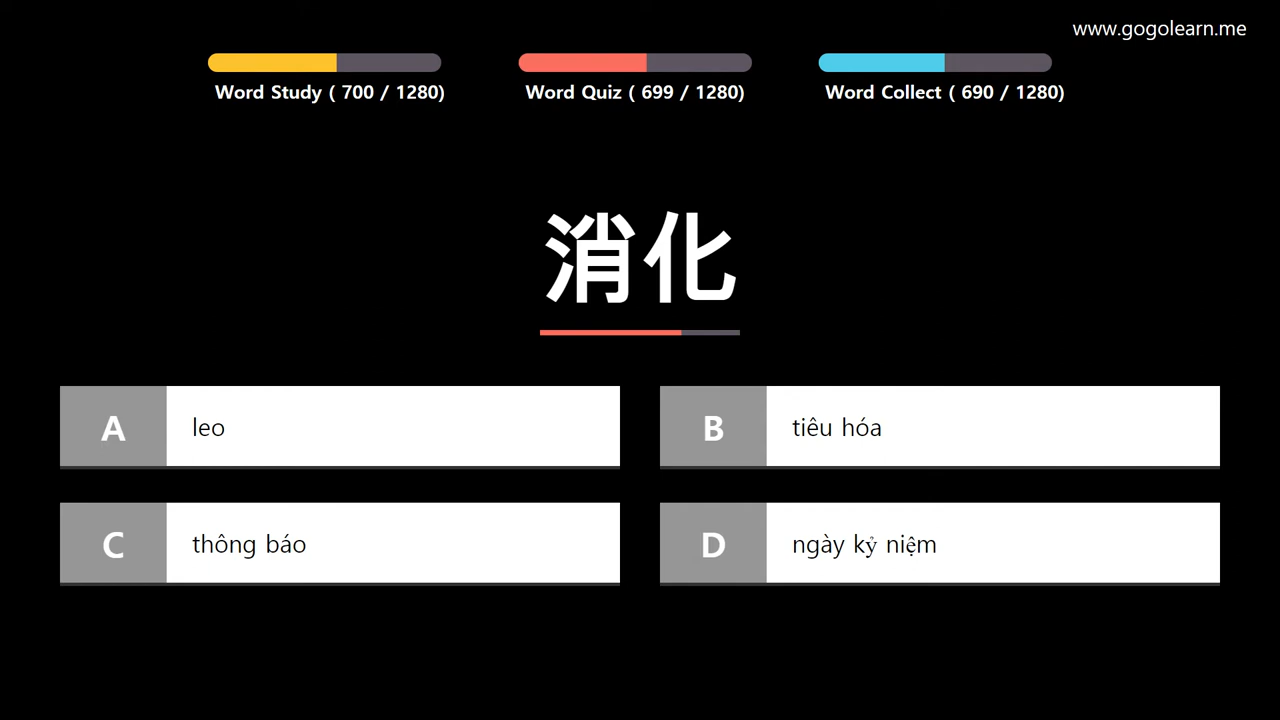 www.gogolearn.me
Word Study ( 700 / 1280)
Word Quiz ( 699 / 1280)
Word Collect ( 690 / 1280)
消化
A leo
B tiêu hóa
C thông báo
D ngày kỷ niệm